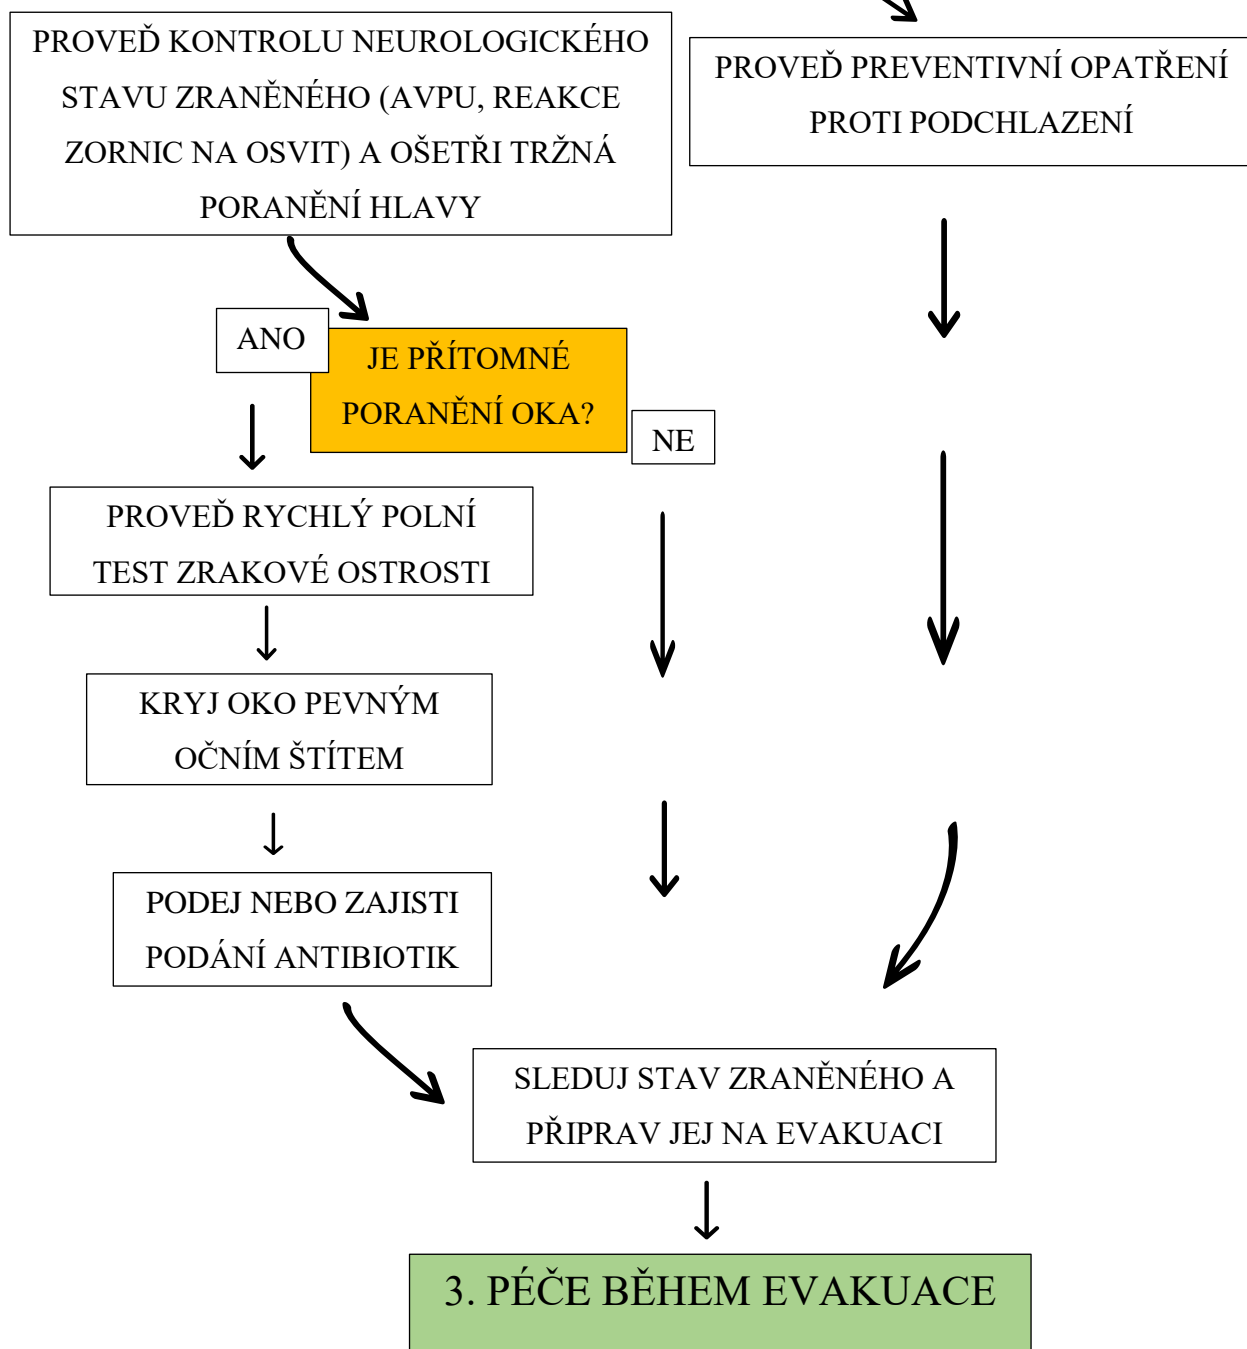 PROVEĎ KONTROLU NEUROLOGICKÉHO
STAVU ZRANĚNÉHO (AVPU, REAKCE
ZORNIC NA OSVIT) A OŠETŘI TRŽNÁ
PORANĚNÍ HLAVY
PROVEĎ PREVENTIVNÍ OPATŘENÍ
PROTI PODCHLAZENÍ
ANO
JE PŘÍTOMNÉ
PORANĚNÍ OKA?
NE
PROVEĎ RYCHLÝ POLNÍ
TEST ZRAKOVÉ OSTROSTI
KRYJ OKO PEVNÝM
OČNÍM ŠTÍTEM
PODEJ NEBO ZAJISTI
PODÁNÍ ANTIBIOTIK
SLEDUJ STAV ZRANĚNÉHO A
PŘIPRAV JEJ NA EVAKUACI
3. PÉČE BĚHEM EVAKUACE